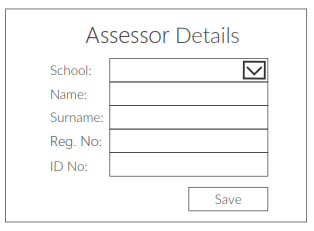 Assessor Details
School:
Name:
Surname:
Reg. No:
ID No:
Save